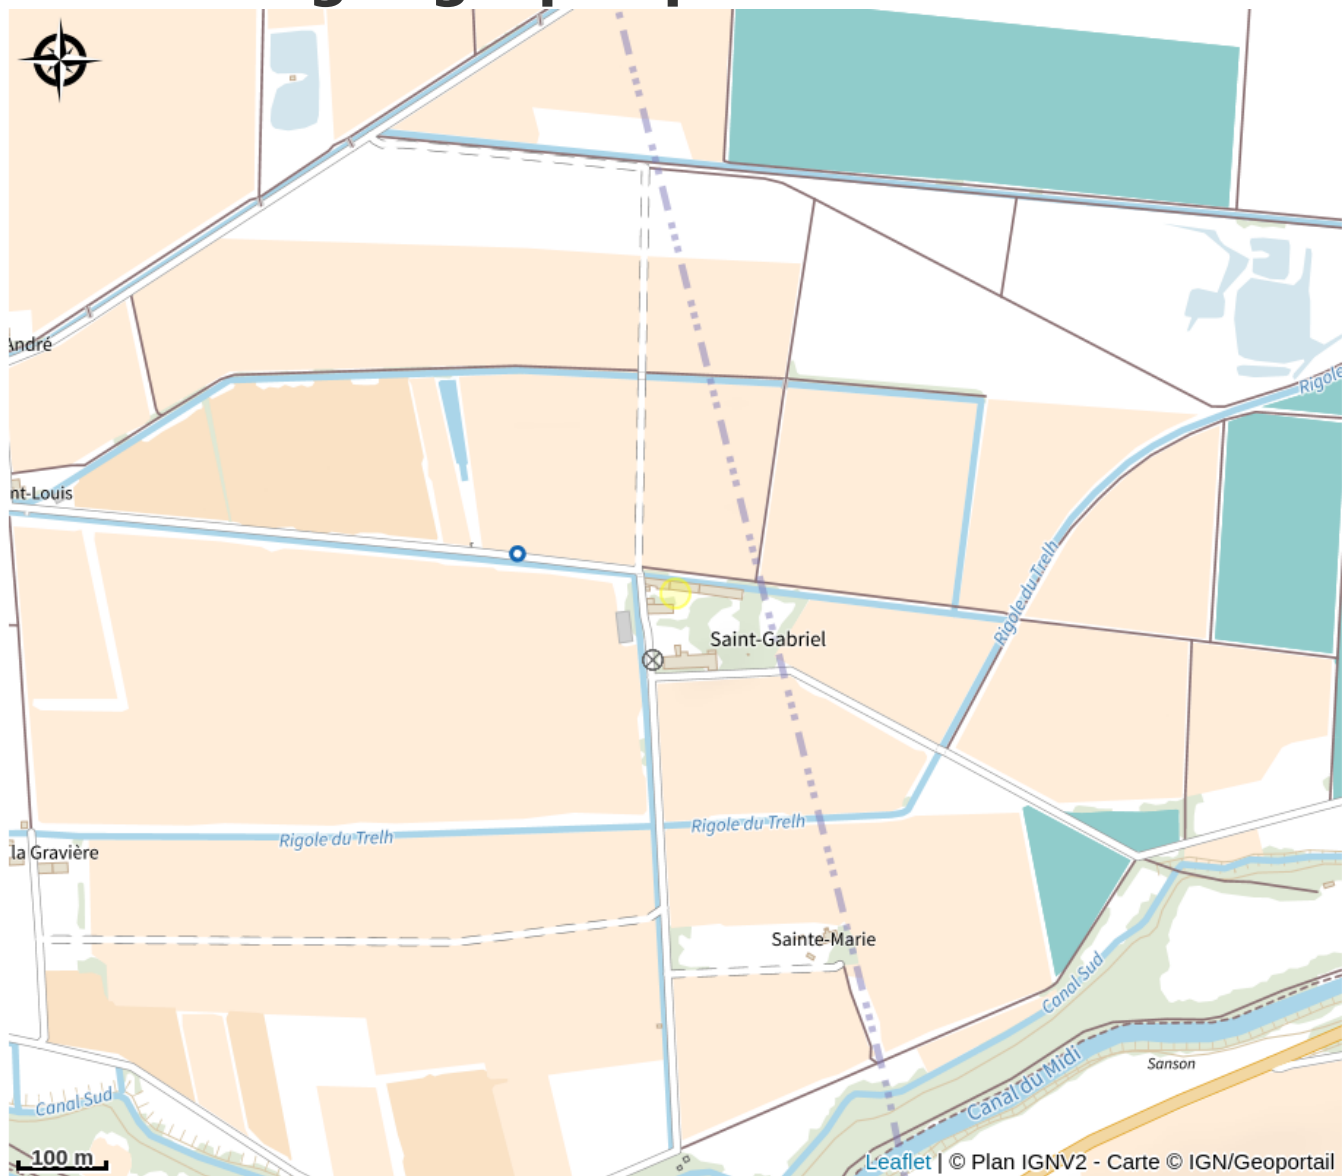 André
Rigole
nt-Louis
Rigole du Trelh
Saint-Gabriel
Rigole du Trelh
Rigole du Trelh
la Gravière
Sainte-Marie
Canal Sud
Canal du Midi
Sanson
Canal Sud
100 m
Leaflet | © Plan IGNV2 - Carte © IGN/Geoportail